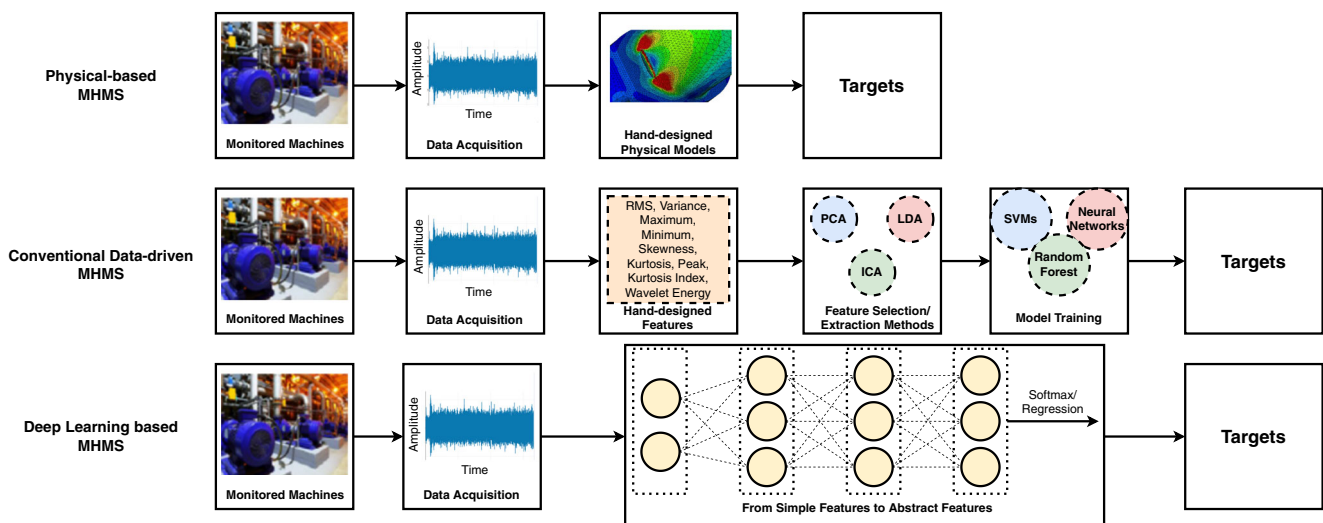 Physical-based
MHMS
Monitored Machines
Amplitude
Time
Data Acquisition
Hand-designed
Physical Models
Targets
Conventional Data-driven
MHMS
Monitored Machines
Amplitude
Time
Data Acquisition
RMS, Variance,
Maximum,
Minimum,
Skewness,
Kurtosis, Peak,
Kurtosis Index,
Wavelet Energy
Hand-designed
Features
PCA
LDA
ICA
Feature Selection/
Extraction Methods
SVMs
Neural
Networks
Random
Forest
Model Training
Targets
Deep Learning based
MHMS
Monitored Machines
Amplitude
Time
Data Acquisition
Softmax/
Regression
From Simple Features to Abstract Features
Targets